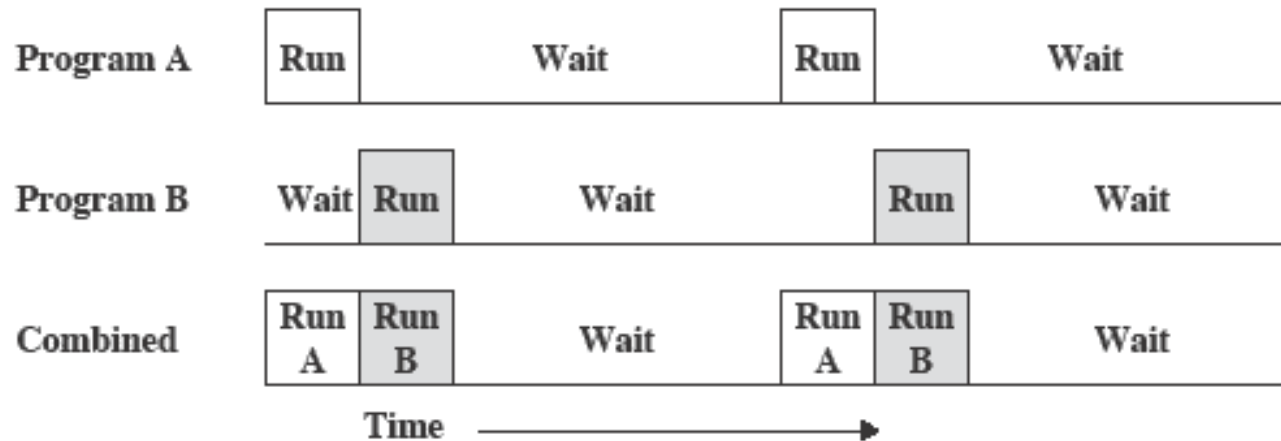 Program A Run Wait Run Wait
Program B Wait Run Wait Run Wait
Combined Run A Run B Wait Run A Run B Wait
Time